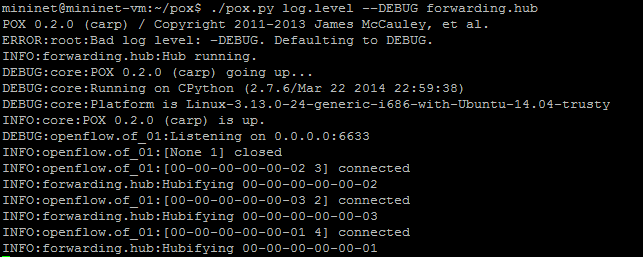 mininet@mininet-vm:~/pox$ ./pox.py log.level --DEBUG forwarding.hub
POX 0.2.0 (carp) / Copyright 2011-2013 James McCauley, et al.
ERROR:root:Bad log level: -DEBUG. Defaulting to DEBUG.
INFO:forwarding.hub:Hub running.
DEBUG:core:POX 0.2.0 (carp) going up...
DEBUG:core:Running on CPython (2.7.6/Mar 22 2014 22:59:38)
DEBUG:core:Platform is Linux-3.13.0-24-generic-i686-with-Ubuntu-14.04-trusty
INFO:core:POX 0.2.0 (carp) is up.
DEBUG:openflow.of_01:Listening on 0.0.0.0:6633
INFO:openflow.of_01:[None 1] closed
INFO:openflow.of_01:[00-00-00-00-00-02 3] connected
INFO:forwarding.hub:Hubifying 00-00-00-00-00-02
INFO:openflow.of_01:[00-00-00-00-00-03 2] connected
INFO:forwarding.hub:Hubifying 00-00-00-00-00-03
INFO:openflow.of_01:[00-00-00-00-00-01 4] connected
INFO:forwarding.hub:Hubifying 00-00-00-00-00-01